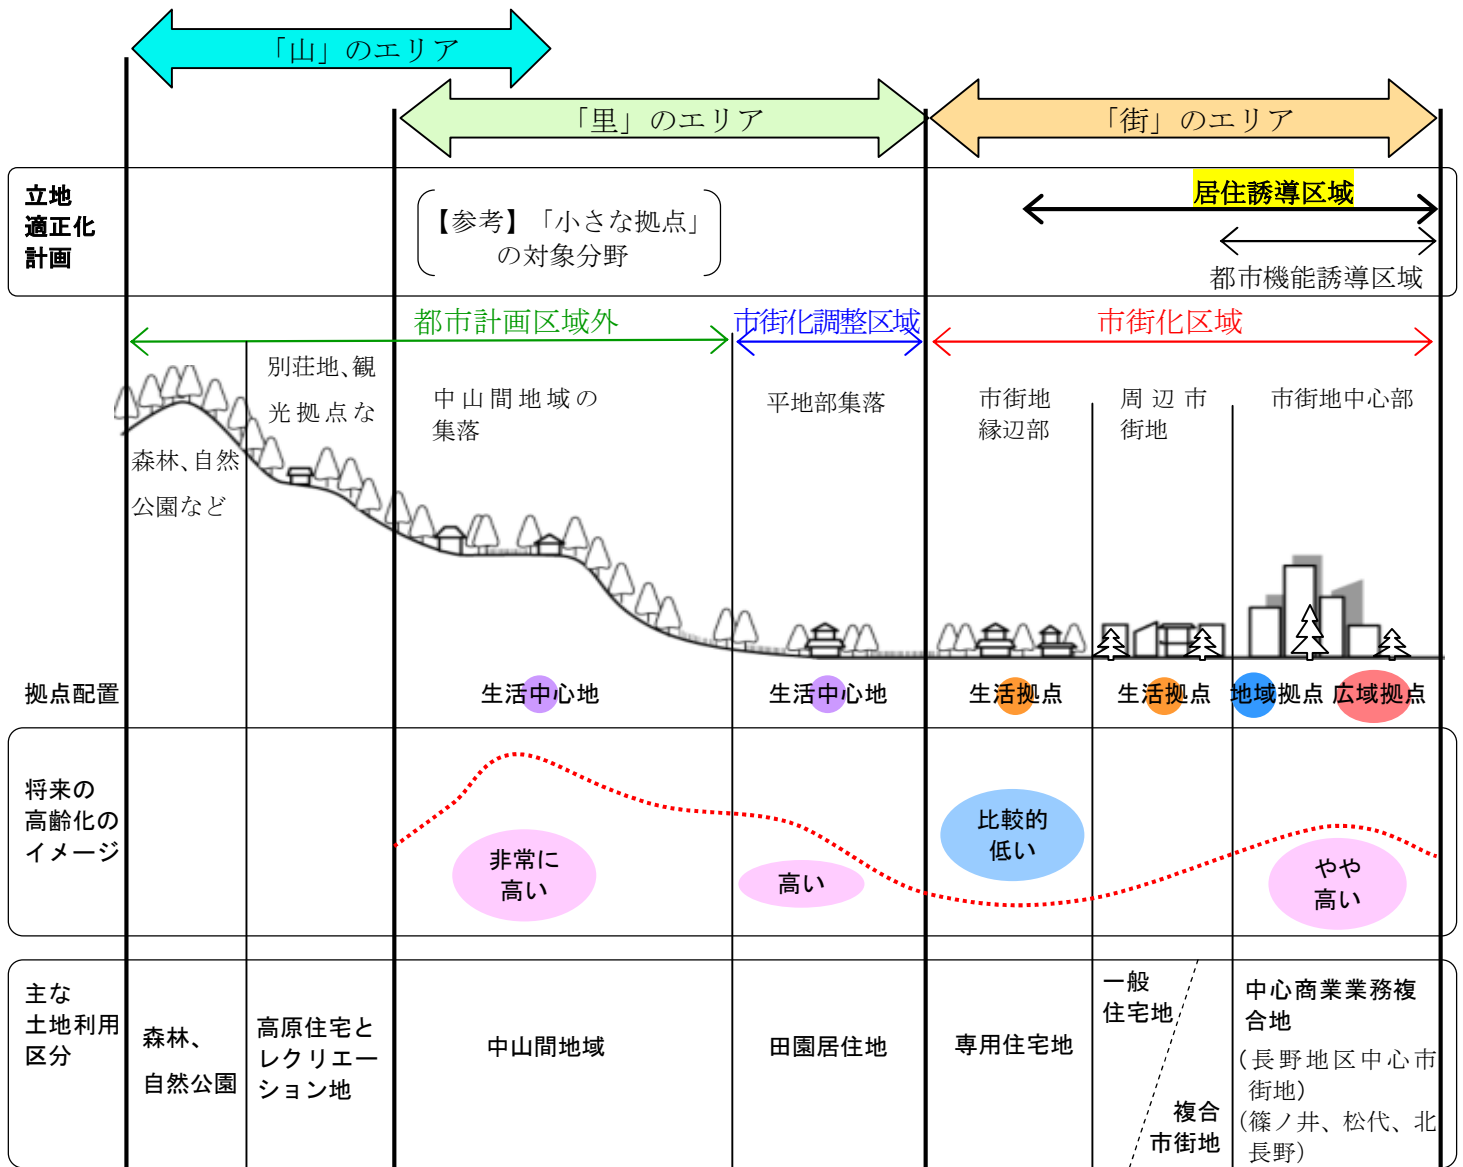 「山」のエリア
「里」のエリア
「街」のエリア
立地
適正化
計画
【参考】「小さな拠点」
の対象分野
居住誘導区域
都市機能誘導区域
都市計画区域外
市街化調整区域
市街化区域
森林、自然
公園など
別荘地、観
光拠点な
中山間地域の
集落
平地部集落
市街地
縁辺部
周辺市
街地
市街地中心部
拠点配置
生活中心地
生活中心地
生活拠点
生活拠点
地域拠点
広域拠点
将来の
高齢化の
イメージ
非常に
高い
高い
比較的
低い
やや
高い
主な
土地利用
区分
森林、
自然公園
高原住宅と
レクリエー
ション地
中山間地域
田園居住地
専用住宅地
一般
住宅地
複合
市街地
中心商業業務複
合地
(長野地区中心市
街地)
(篠ノ井、松代、北
長野)